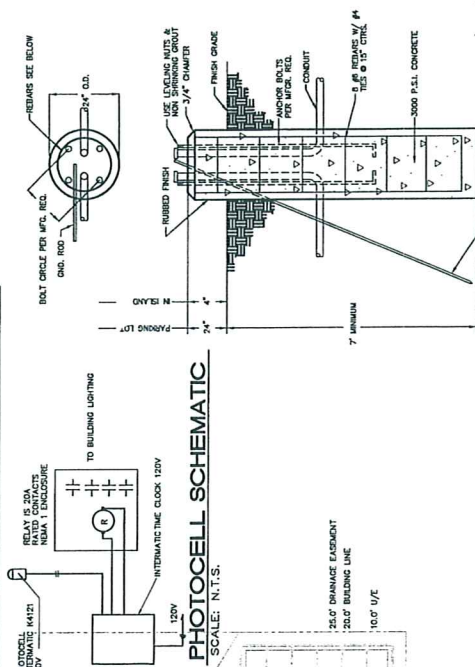 24" O.D.
REBARS SEE BELOW
BOLT CIRCLE PER MFG. REQ.
GND. ROD
USE LEVELING NUTS &
NON SHRINKING GROUT
3/4" CHAMFER
FINISH GRADE
ANCHOR BOLTS
PER MFGR. REQ.
CONDUIT
8 #6 REBARS W/ #4
TIES @ 15" CTRS.
3000 P.S.I. CONCRETE
RUBBED FINISH
IN ISLAND
4"
PARKING LOT
24"
7' MINIMUM
RELAY IS 20A
RATED CONTACTS
NEMA 1 ENCLOSURE
TO BUILDING LIGHTING
R
INTERMATIC TIME CLOCK 120V
120V
PHOTOCELL SCHEMATIC
SCALE: N.T.S.
25.0' DRAINAGE EASEMENT
20.0' BUILDING LINE
10.0' U/E